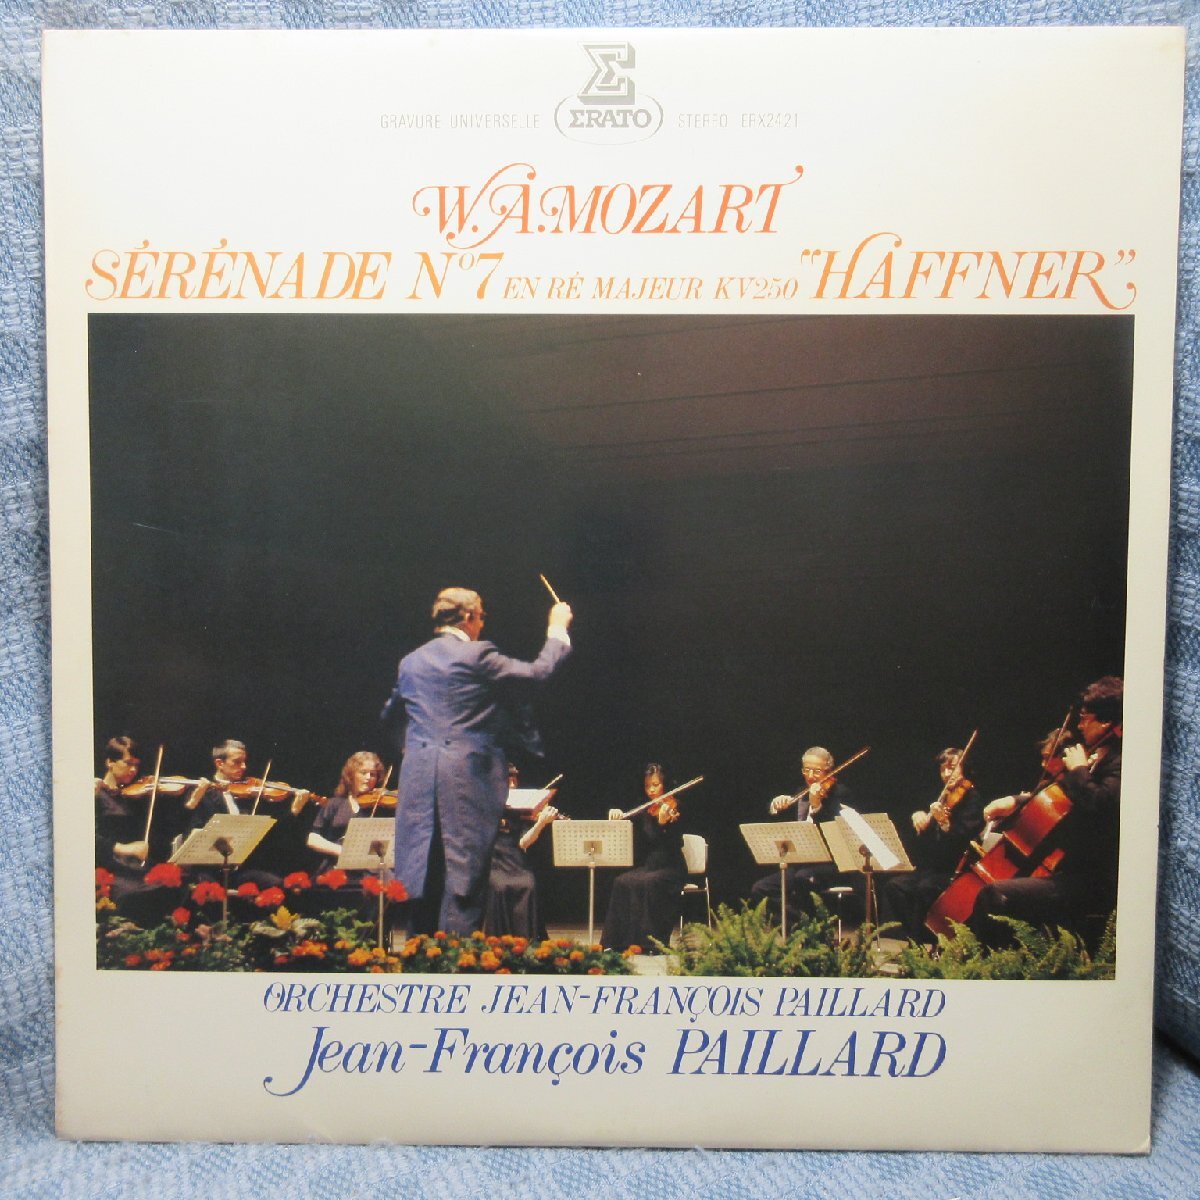 GRAVURE UNIVERSELLE ERATO STEREO ERX2421
W.A.MOZART
SÉRÉNADE Nº7 EN RÉ MAJEUR KV250 "HAFFNER"
ORCHESTRE JEAN-FRANÇOIS PAILLARD
Jean-François PAILLARD